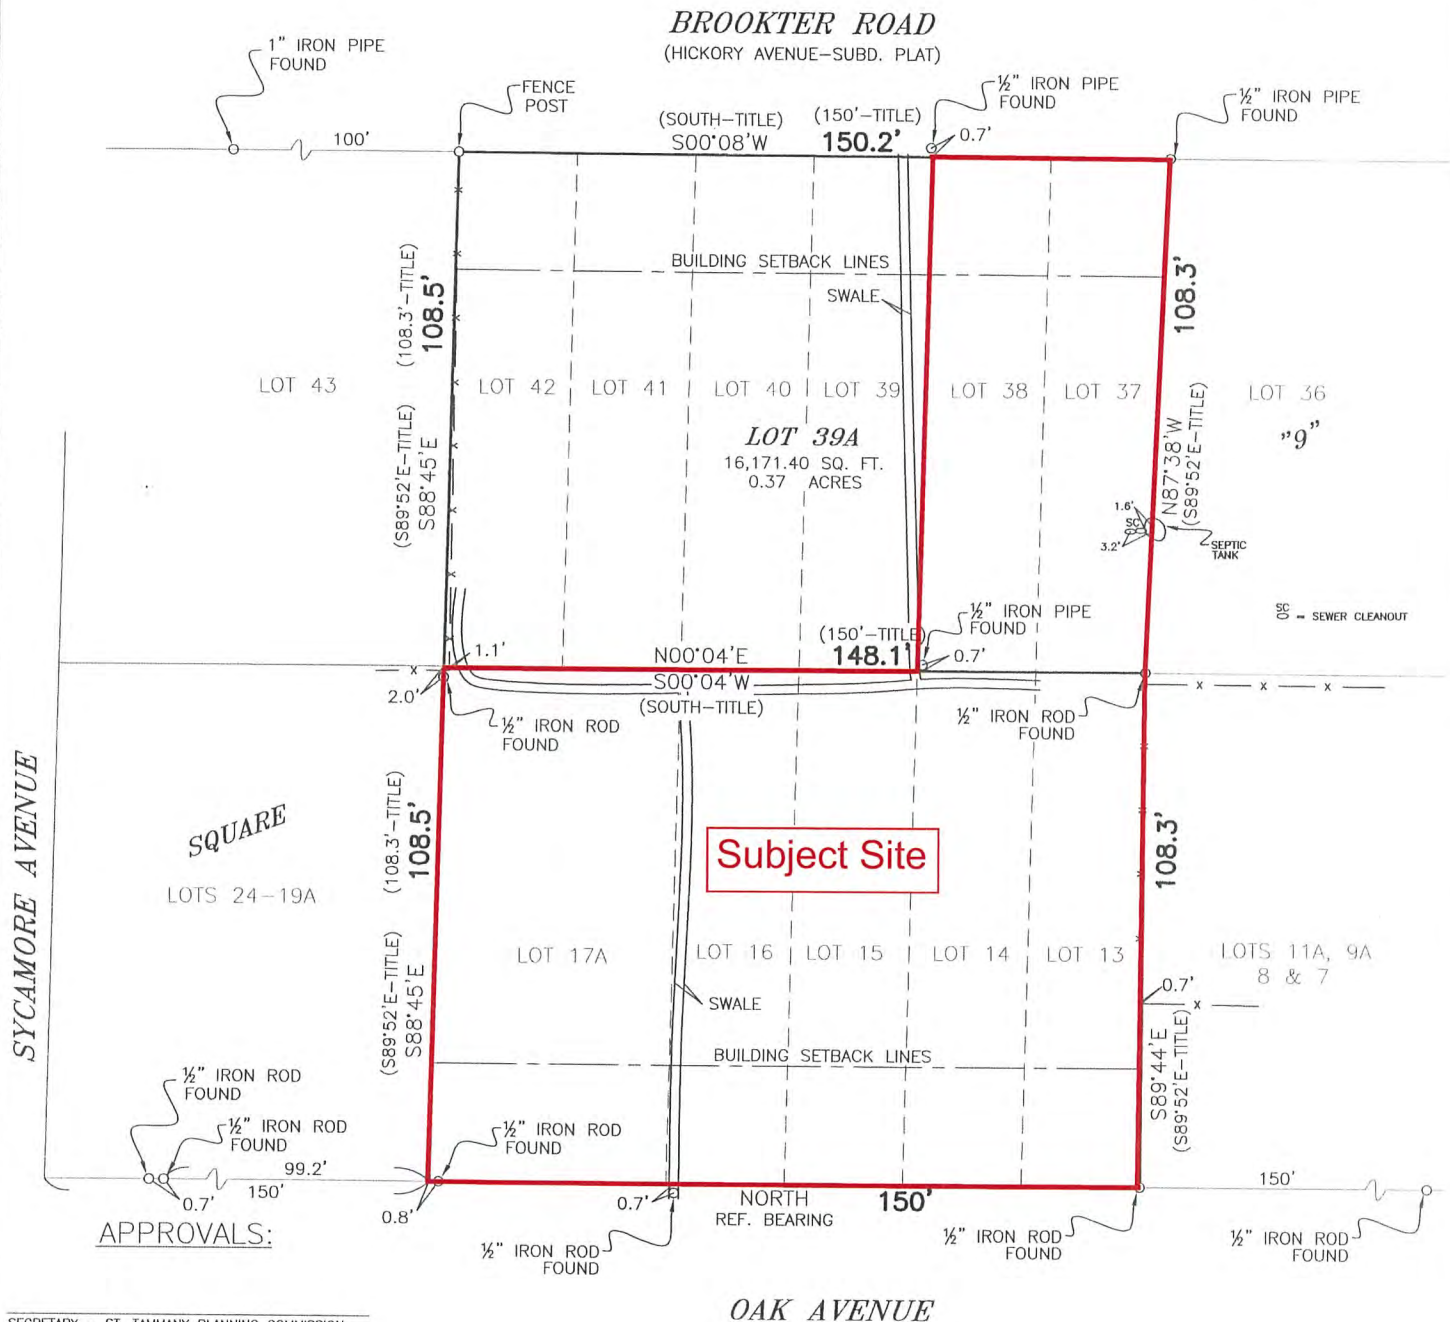 BROOKTER ROAD
(HICKORY AVENUE-SUBD. PLAT)
1" IRON PIPE
FOUND
FENCE
POST
½" IRON PIPE
FOUND
½" IRON PIPE
FOUND
100'
(SOUTH-TITLE)
S00°08'W
(150'-TITLE)
150.2'
0.7'
BUILDING SETBACK LINES
SWALE
(108.3'-TITLE)
108.5'
(S89°52'E-TITLE)
S88°45'E
108.3'
N87°38'W
(S89°52'E-TITLE)
LOT 43
LOT 42
LOT 41
LOT 40
LOT 39
LOT 38
LOT 37
LOT 36
"9"
LOT 39A
16,171.40 SQ. FT.
0.37 ACRES
1.6'
SC
3.2'
SEPTIC
TANK
SC
= SEWER CLEANOUT
½" IRON PIPE
FOUND
(150'-TITLE)
148.1'
0.7'
N00°04'E
S00°04'W
(SOUTH-TITLE)
1.1'
2.0'
½" IRON ROD
FOUND
½" IRON ROD
FOUND
SYCAMORE AVENUE
SQUARE
LOTS 24-19A
(108.3'-TITLE)
108.5'
(S89°52'E-TITLE)
S88°45'E
Subject Site
108.3'
S89°44'E
(S89°52'E-TITLE)
LOT 17A
LOT 16
LOT 15
LOT 14
LOT 13
LOTS 11A, 9A
8 & 7
0.7'
SWALE
BUILDING SETBACK LINES
½" IRON ROD
FOUND
½" IRON ROD
FOUND
½" IRON ROD
FOUND
99.2'
150'
0.7'
0.8'
0.7'
NORTH
REF. BEARING
150'
150'
APPROVALS:
½" IRON ROD
FOUND
½" IRON ROD
FOUND
½" IRON ROD
FOUND
OAK AVENUE